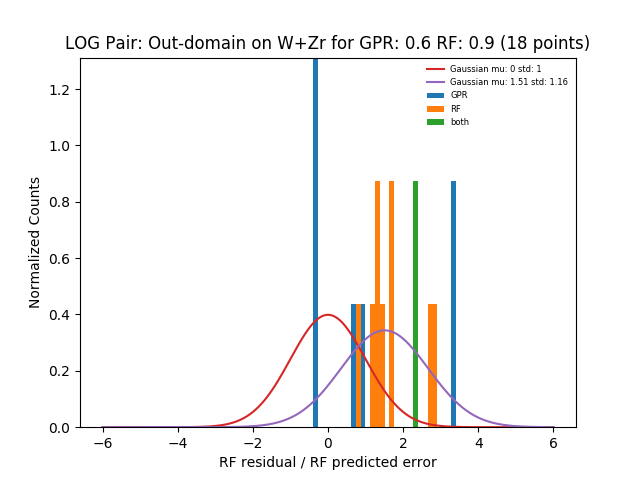 LOG Pair: Out-domain on W+Zr for GPR: 0.6 RF: 0.9 (18 points)
Gaussian mu: 0 std: 1
Gaussian mu: 1.51 std: 1.16
GPR
RF
both
Normalized Counts
1.2
1.0
0.8
0.6
0.4
0.2
0.0
−6 −4 −2 0 2 4 6
RF residual / RF predicted error